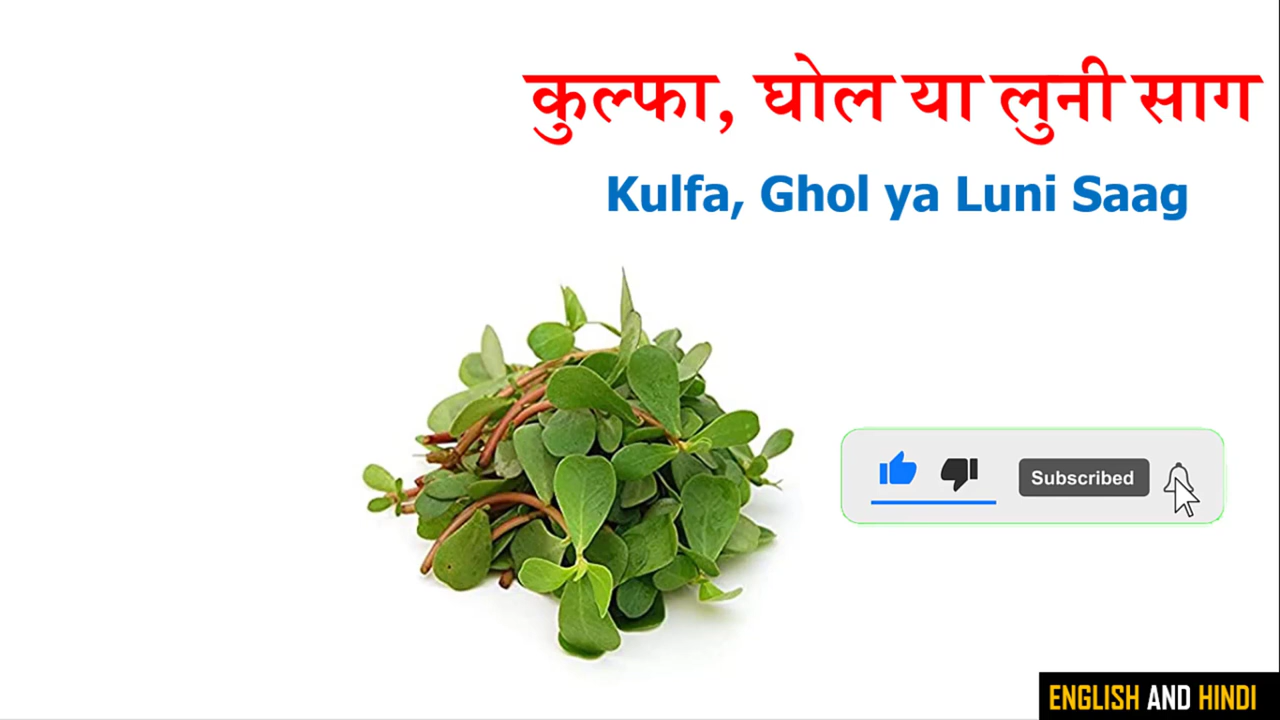 कुल्फा, घोल या लुनी साग
Kulfa, Ghol ya Luni Saag
Subscribed
ENGLISH AND HINDI